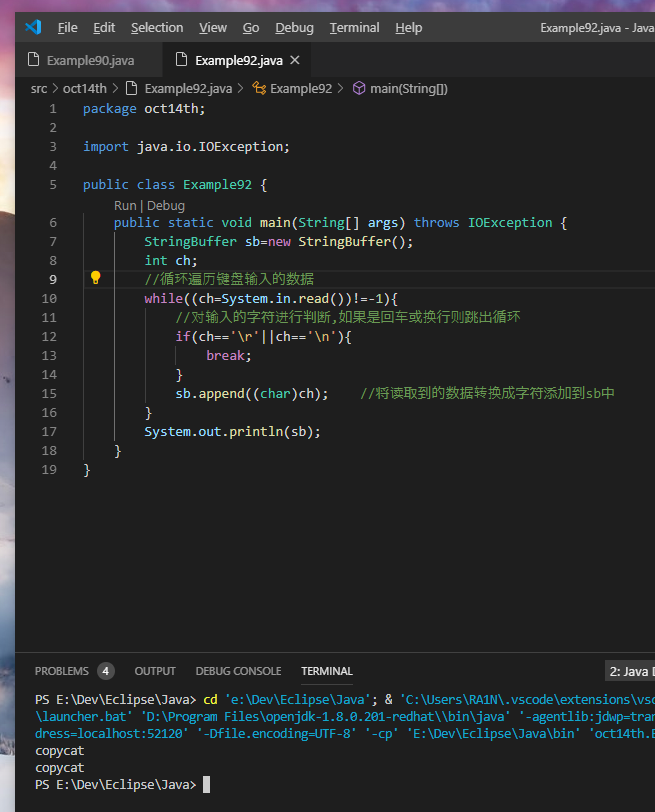 File Edit Selection View Go Debug Terminal Help Example92.java - Java
Example90.java Example92.java
src > oct14th > Example92.java > Example92 > main(String[])
1 package oct14th;
2
3 import java.io.IOException;
4
5 public class Example92 {
Run | Debug
6 public static void main(String[] args) throws IOException {
7 StringBuffer sb=new StringBuffer();
8 int ch;
9 //循环遍历键盘输入的数据
10 while((ch=System.in.read())!=-1){
11 //对输入的字符进行判断,如果是回车或换行则跳出循环
12 if(ch=='\r'||ch=='\n'){
13 break;
14 }
15 sb.append((char)ch); //将读取到的数据转换成字符添加到sb中
16 }
17 System.out.println(sb);
18 }
19 }
PROBLEMS 4 OUTPUT DEBUG CONSOLE TERMINAL 2: Java D
PS E:\Dev\Eclipse\Java> cd 'e:\Dev\Eclipse\Java'; & 'C:\Users\RA1N\.vscode\extensions\vsc
\launcher.bat' 'D:\Program Files\openjdk-1.8.0.201-redhat\\bin\java' '-agentlib:jdwp=tran
dress=localhost:52120' '-Dfile.encoding=UTF-8' '-cp' 'E:\Dev\Eclipse\Java\bin' 'oct14th.E
copycat
copycat
PS E:\Dev\Eclipse\Java>